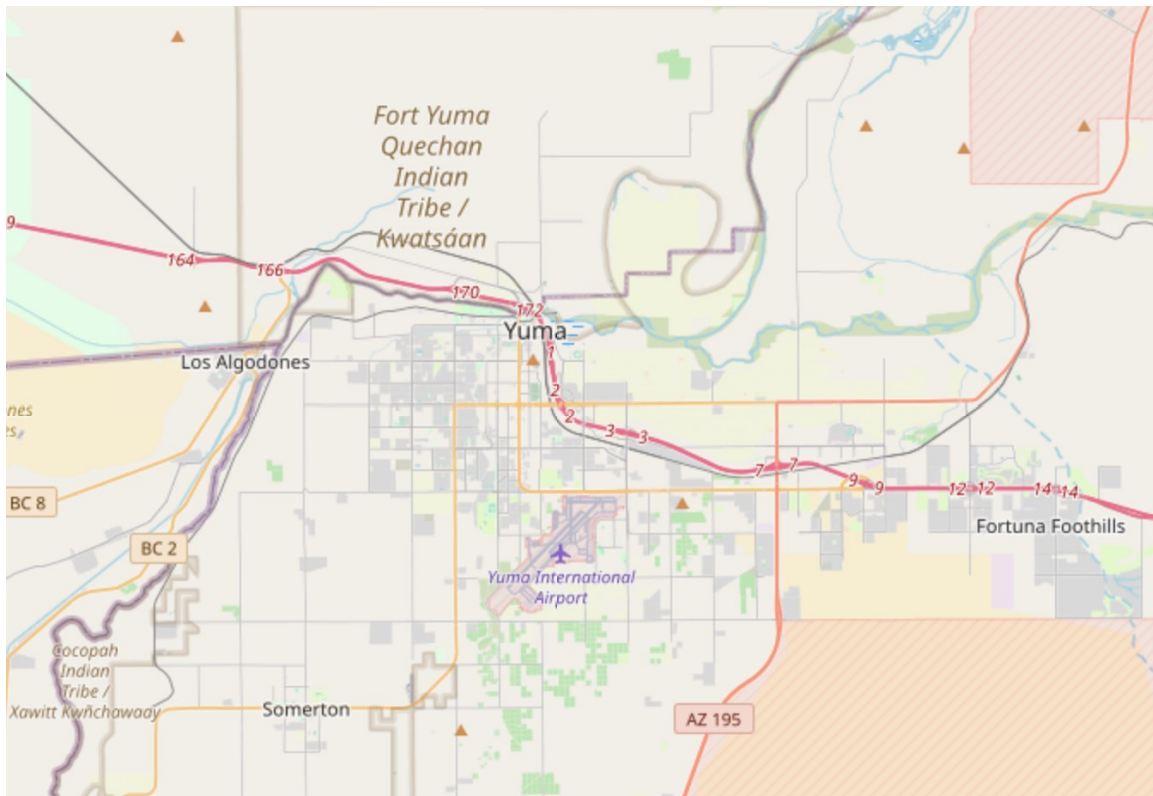 Fort Yuma
Quechan
Indian
Tribe /
Kwatsáan
9
164
166
170
172
Yuma
1
2
2
3
3
7
7
9
9
12
12
14
14
Los Algodones
BC 8
BC 2
Fortuna Foothills
Yuma International
Airport
Cocopah
Indian
Tribe /
Xawitt Kwñchawaay
Somerton
AZ 195